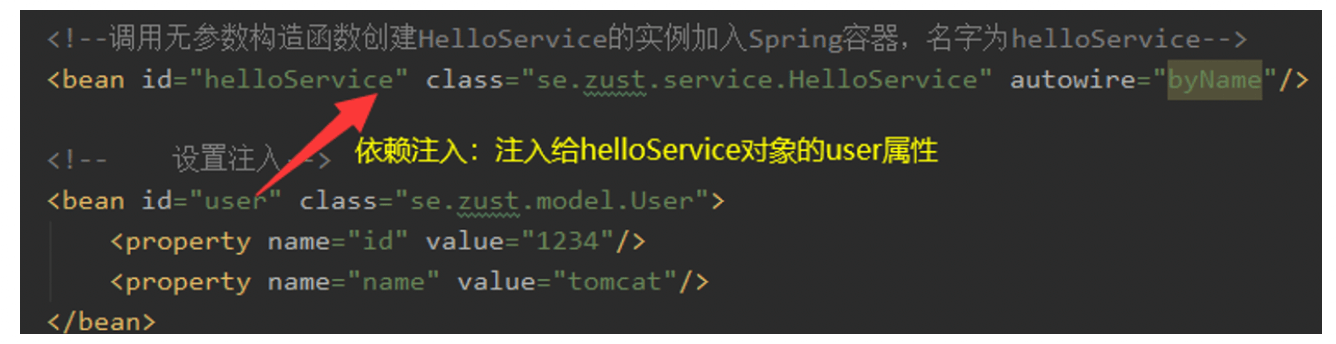 <!--调用无参数构造函数创建HelloService的实例加入Spring容器，名字为helloService-->
<bean id="helloService" class="se.zust.service.HelloService" autowire="byName"/>
<!-- 设置注入--> 依赖注入：注入给helloService对象的user属性
<bean id="user" class="se.zust.model.User">
<property name="id" value="1234"/>
<property name="name" value="tomcat"/>
</bean>